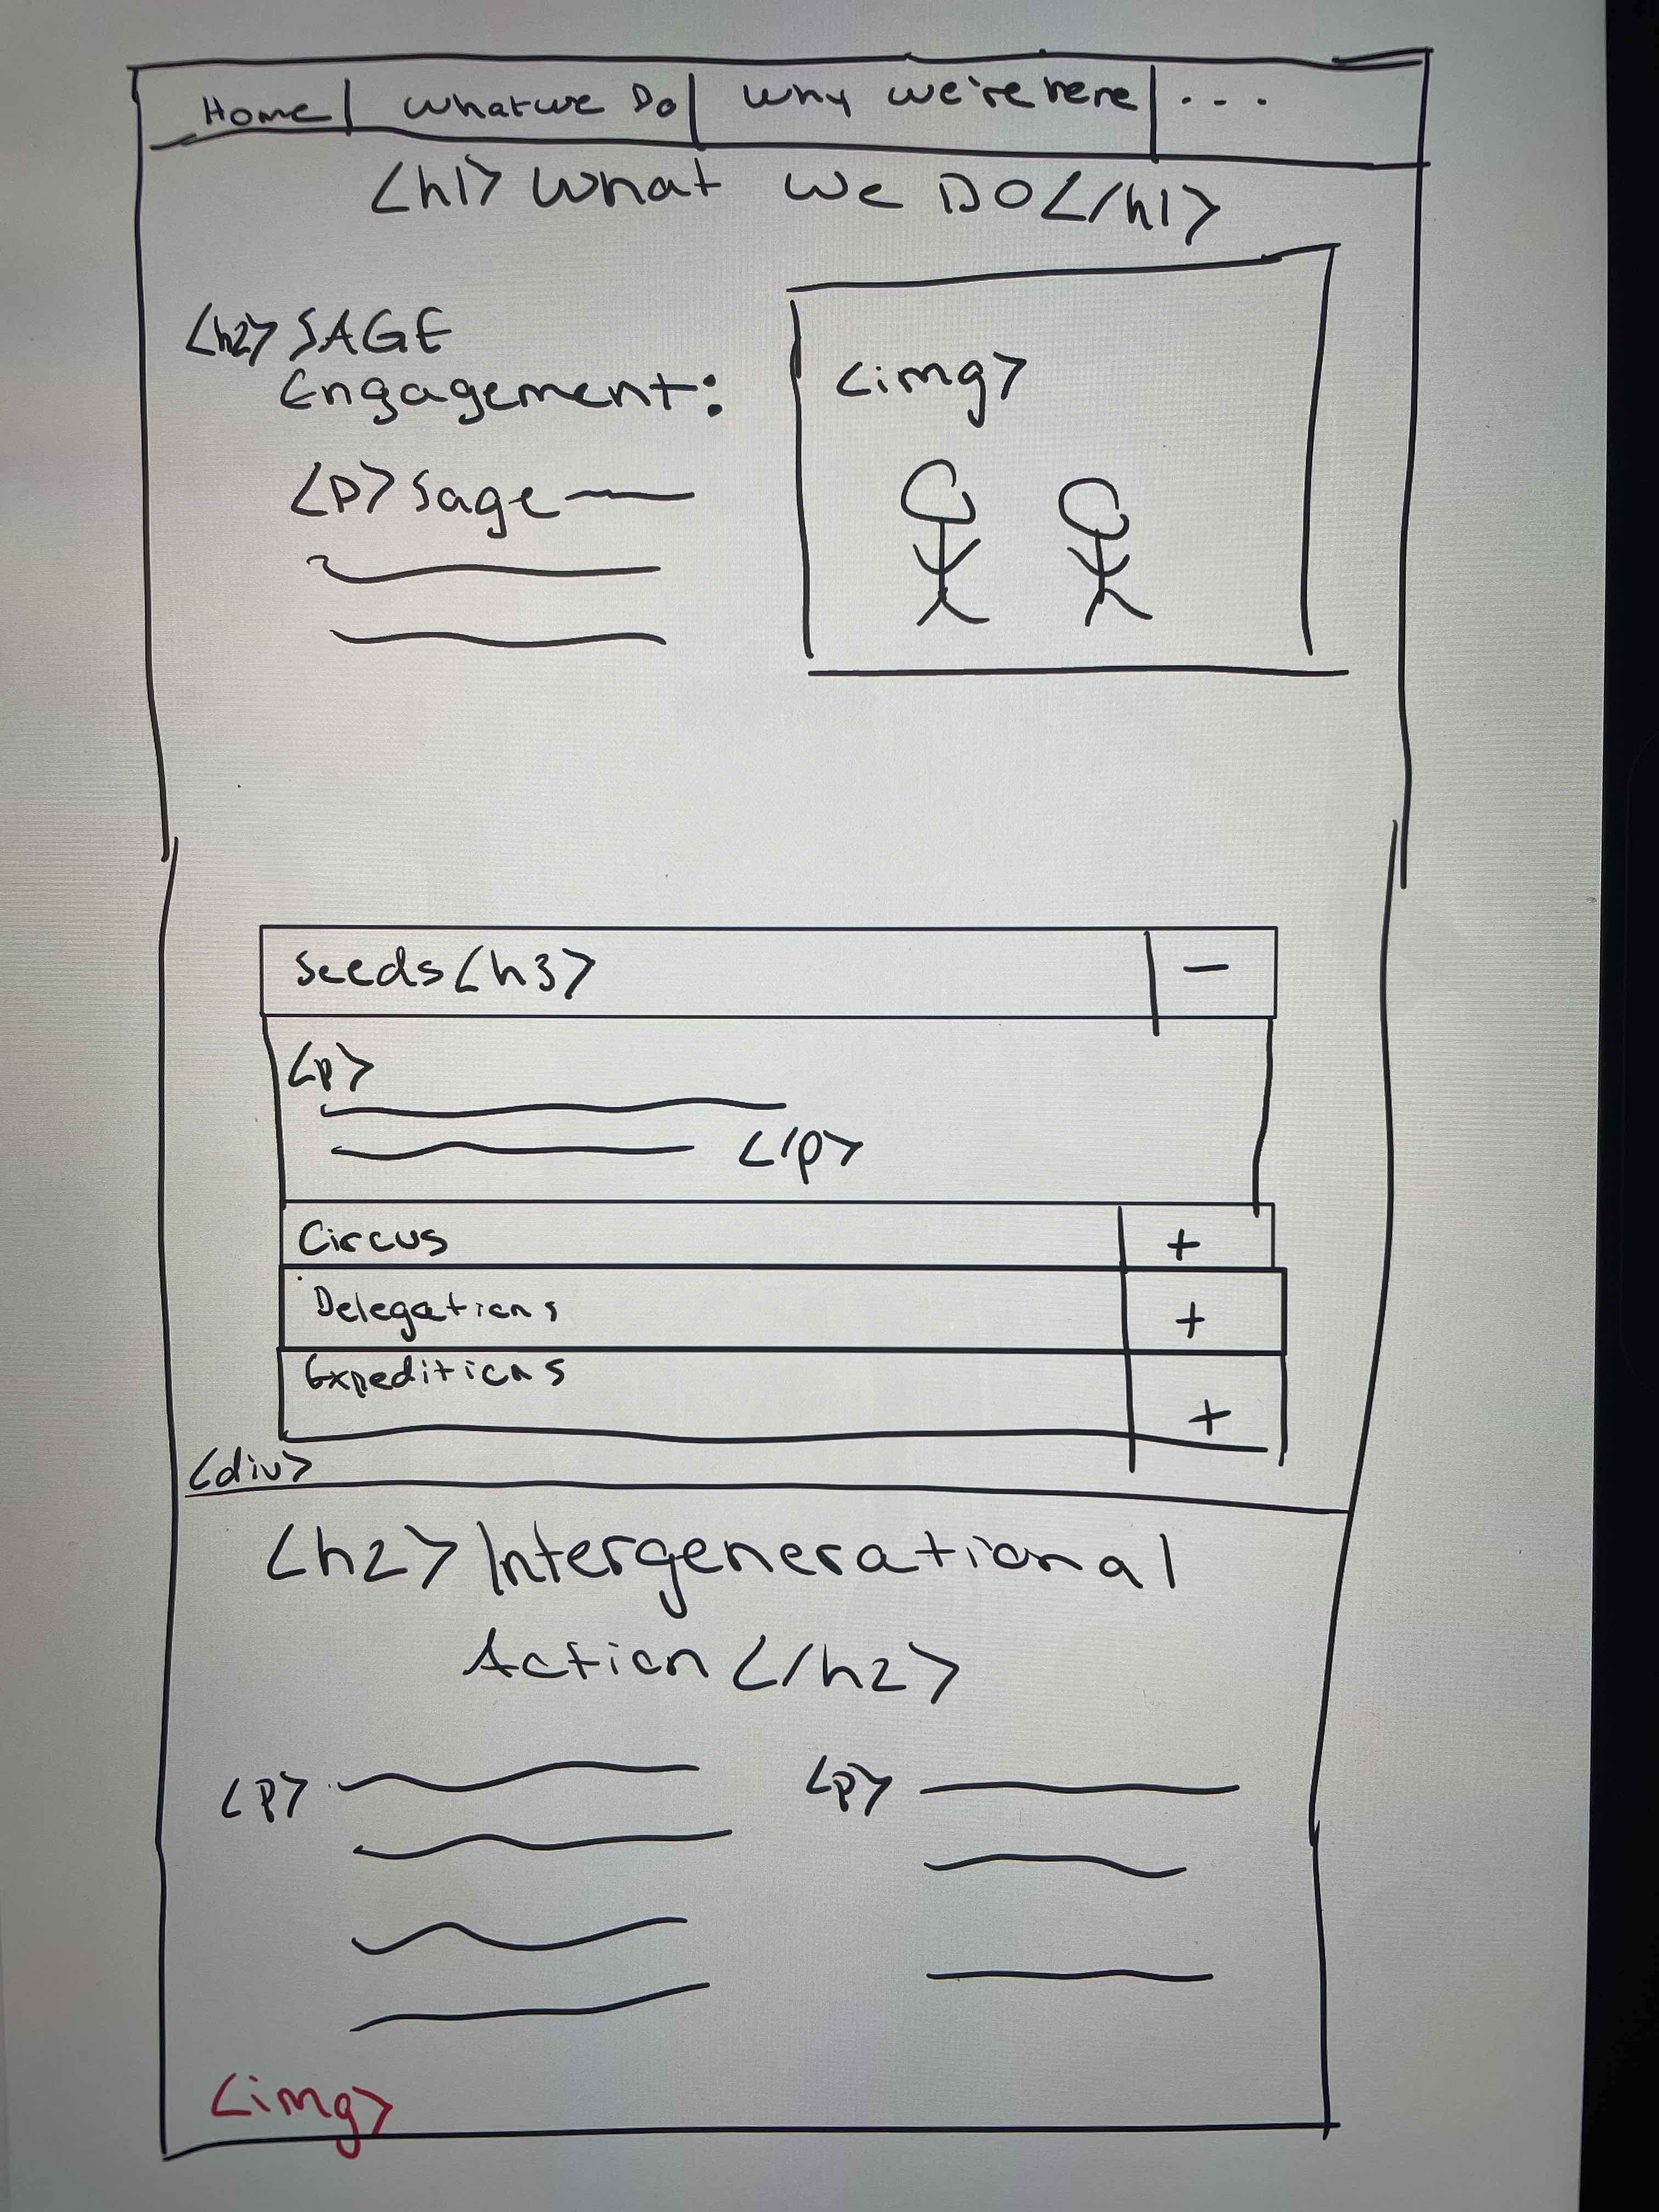 Home | What we Do | Why we're here | ...
<h1> What We DO </h1>
<h2> SAGE
Engagement:
<img>
<p> Sage
Seeds <h3> −
<p>
</p>
Circus +
Delegations +
Expeditions +
<div>
<h2> Intergenerational
Action </h2>
<p> <p>
<img>